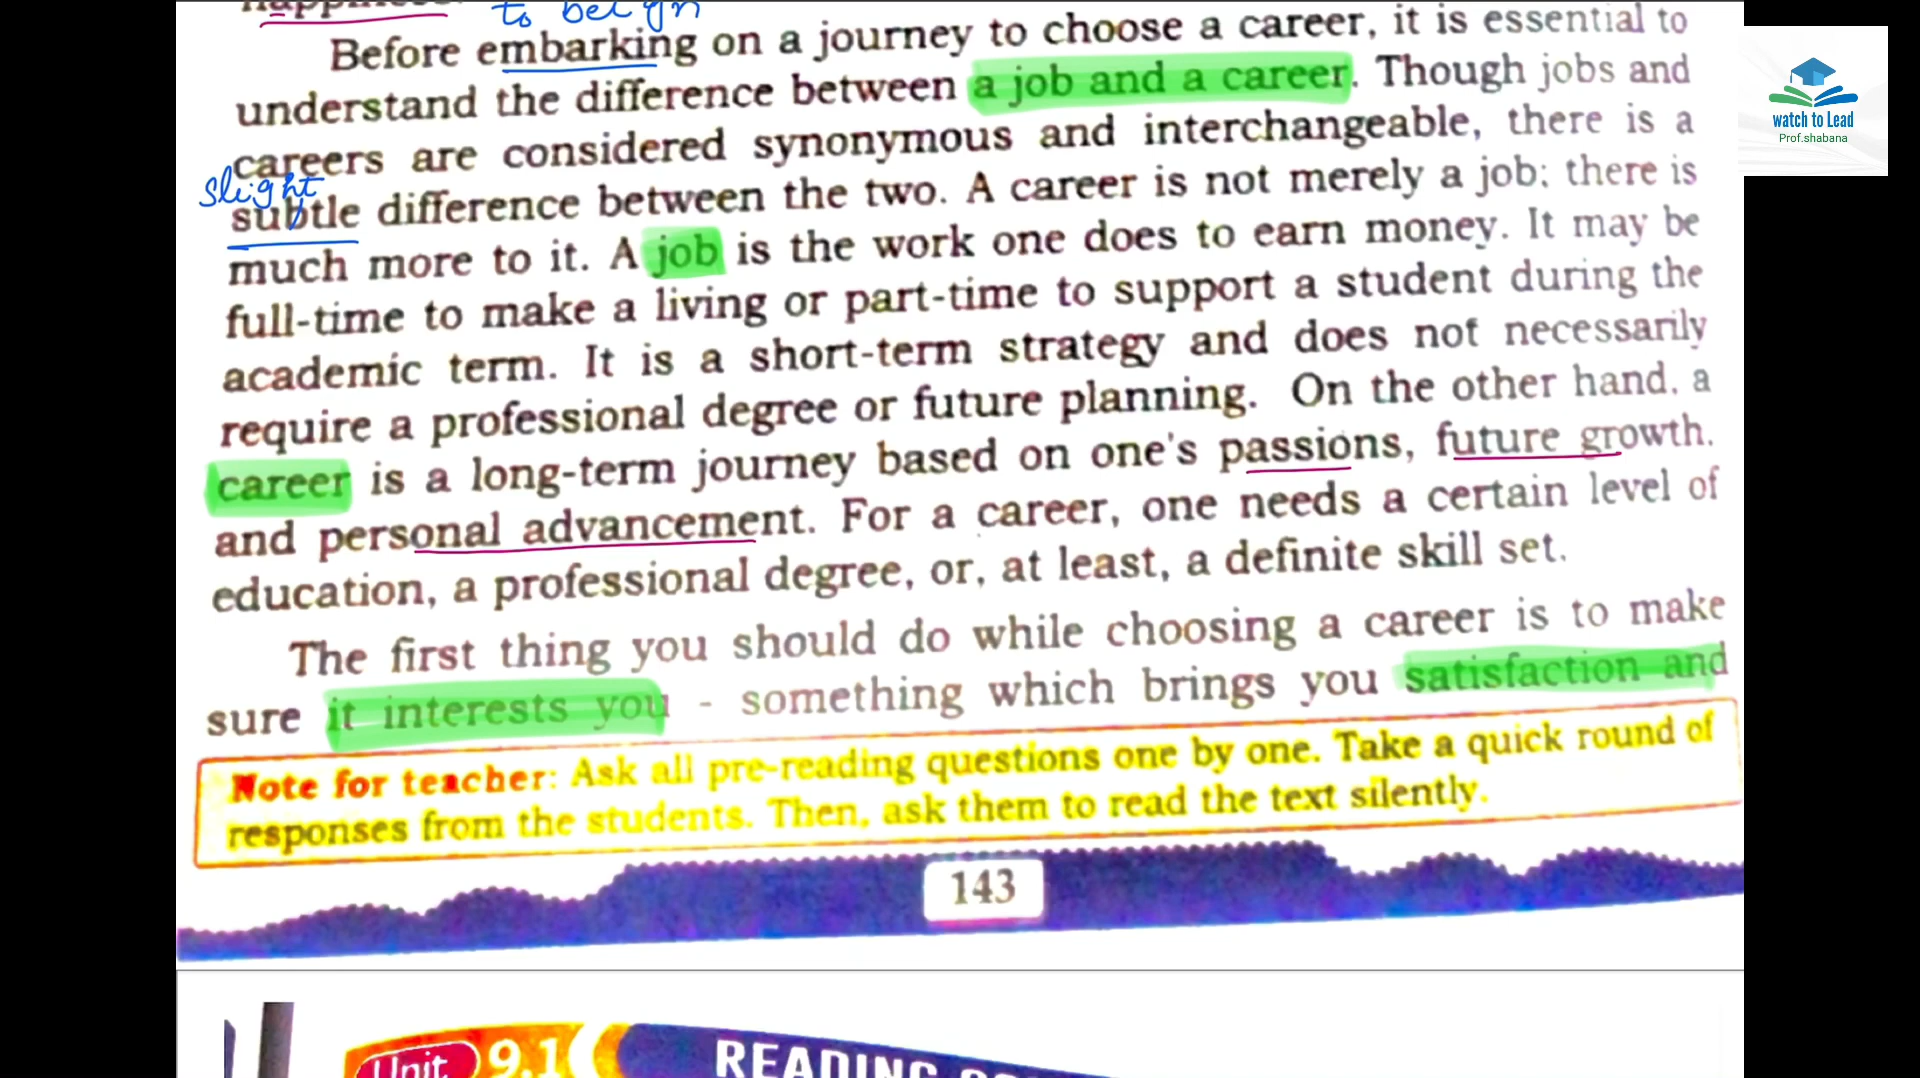 happiness.
to beign
Before embarking on a journey to choose a career, it is essential to
understand the difference between a job and a career. Though jobs and
careers are considered synonymous and interchangeable, there is a
slight
subtle difference between the two. A career is not merely a job; there is
much more to it. A job is the work one does to earn money. It may be
full-time to make a living or part-time to support a student during the
academic term. It is a short-term strategy and does not necessarily
require a professional degree or future planning. On the other hand, a
career is a long-term journey based on one's passions, future growth,
and personal advancement. For a career, one needs a certain level of
education, a professional degree, or, at least, a definite skill set.
The first thing you should do while choosing a career is to make
sure it interests you - something which brings you satisfaction and
Note for teacher: Ask all pre-reading questions one by one. Take a quick round of
responses from the students. Then, ask them to read the text silently.
143
Unit 9.1
READING
watch to Lead
Prof.shabana